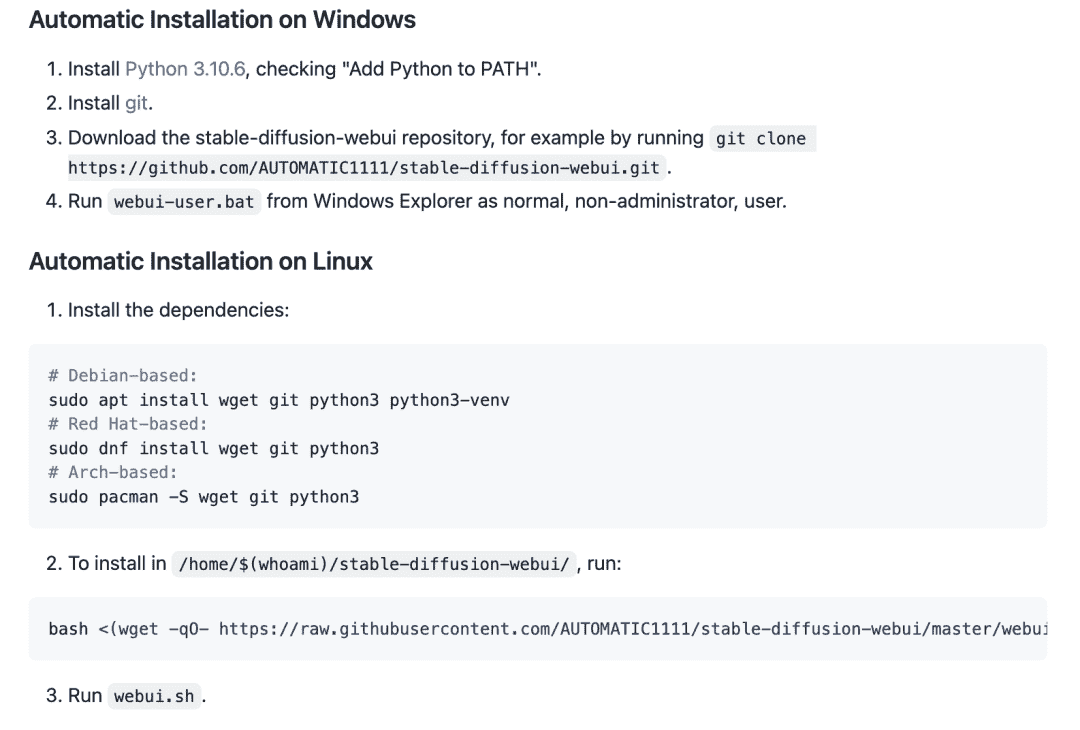 Automatic Installation on Windows
1. Install Python 3.10.6, checking "Add Python to PATH".
2. Install git.
3. Download the stable-diffusion-webui repository, for example by running git clone
https://github.com/AUTOMATIC1111/stable-diffusion-webui.git.
4. Run webui-user.bat from Windows Explorer as normal, non-administrator, user.
Automatic Installation on Linux
1. Install the dependencies:
# Debian-based:
sudo apt install wget git python3 python3-venv
# Red Hat-based:
sudo dnf install wget git python3
# Arch-based:
sudo pacman -S wget git python3
2. To install in /home/$(whoami)/stable-diffusion-webui/, run:
bash <(wget -qO- https://raw.githubusercontent.com/AUTOMATIC1111/stable-diffusion-webui/master/webui
3. Run webui.sh.